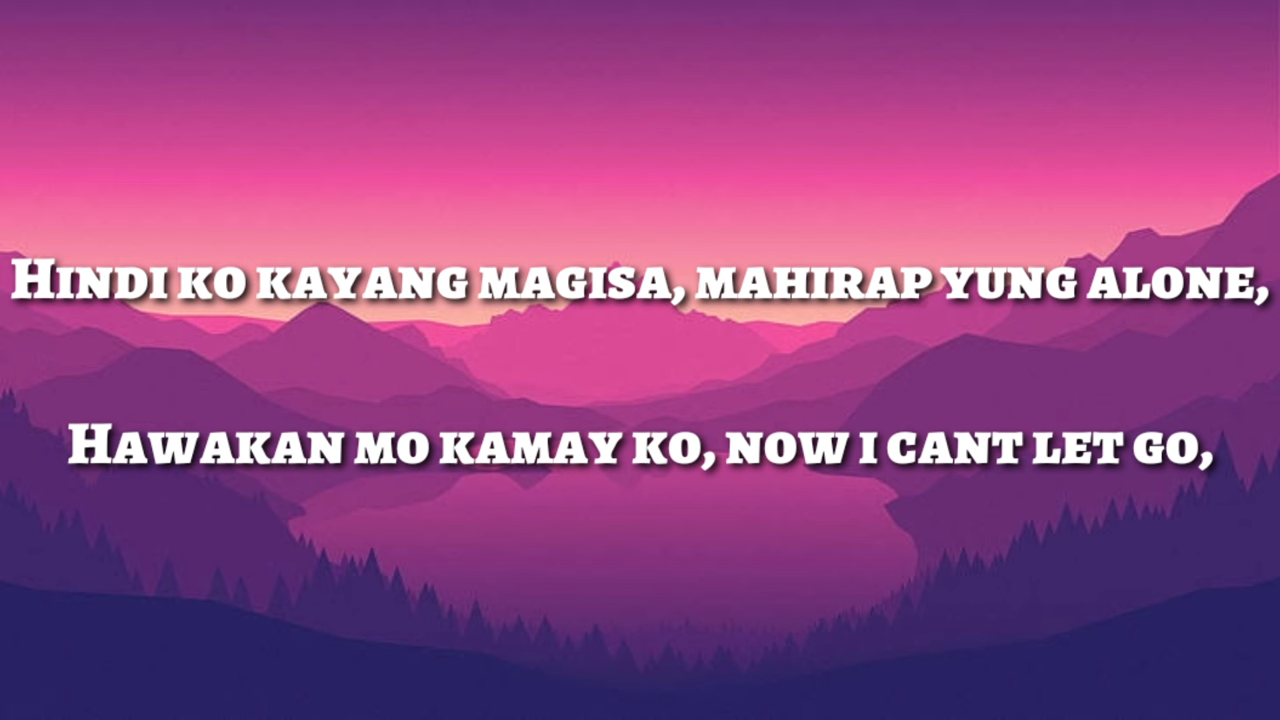 Hindi ko kayang magisa, mahirap yung alone,
Hawakan mo kamay ko, now i cant let go,